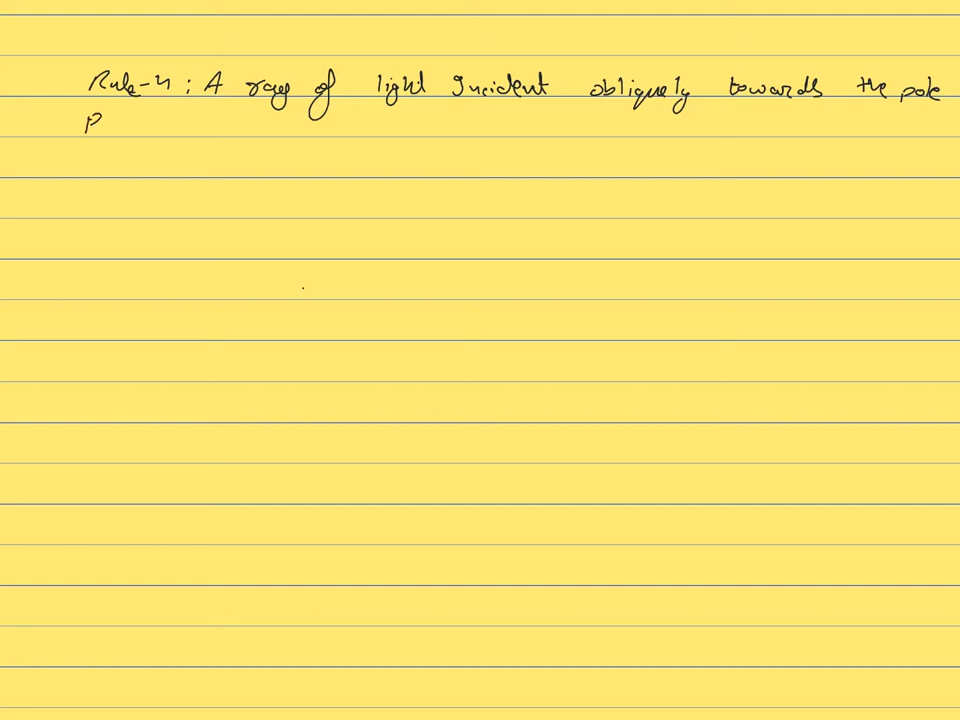 Rule-4 : A ray of light Incident obliquely towards the pole
P